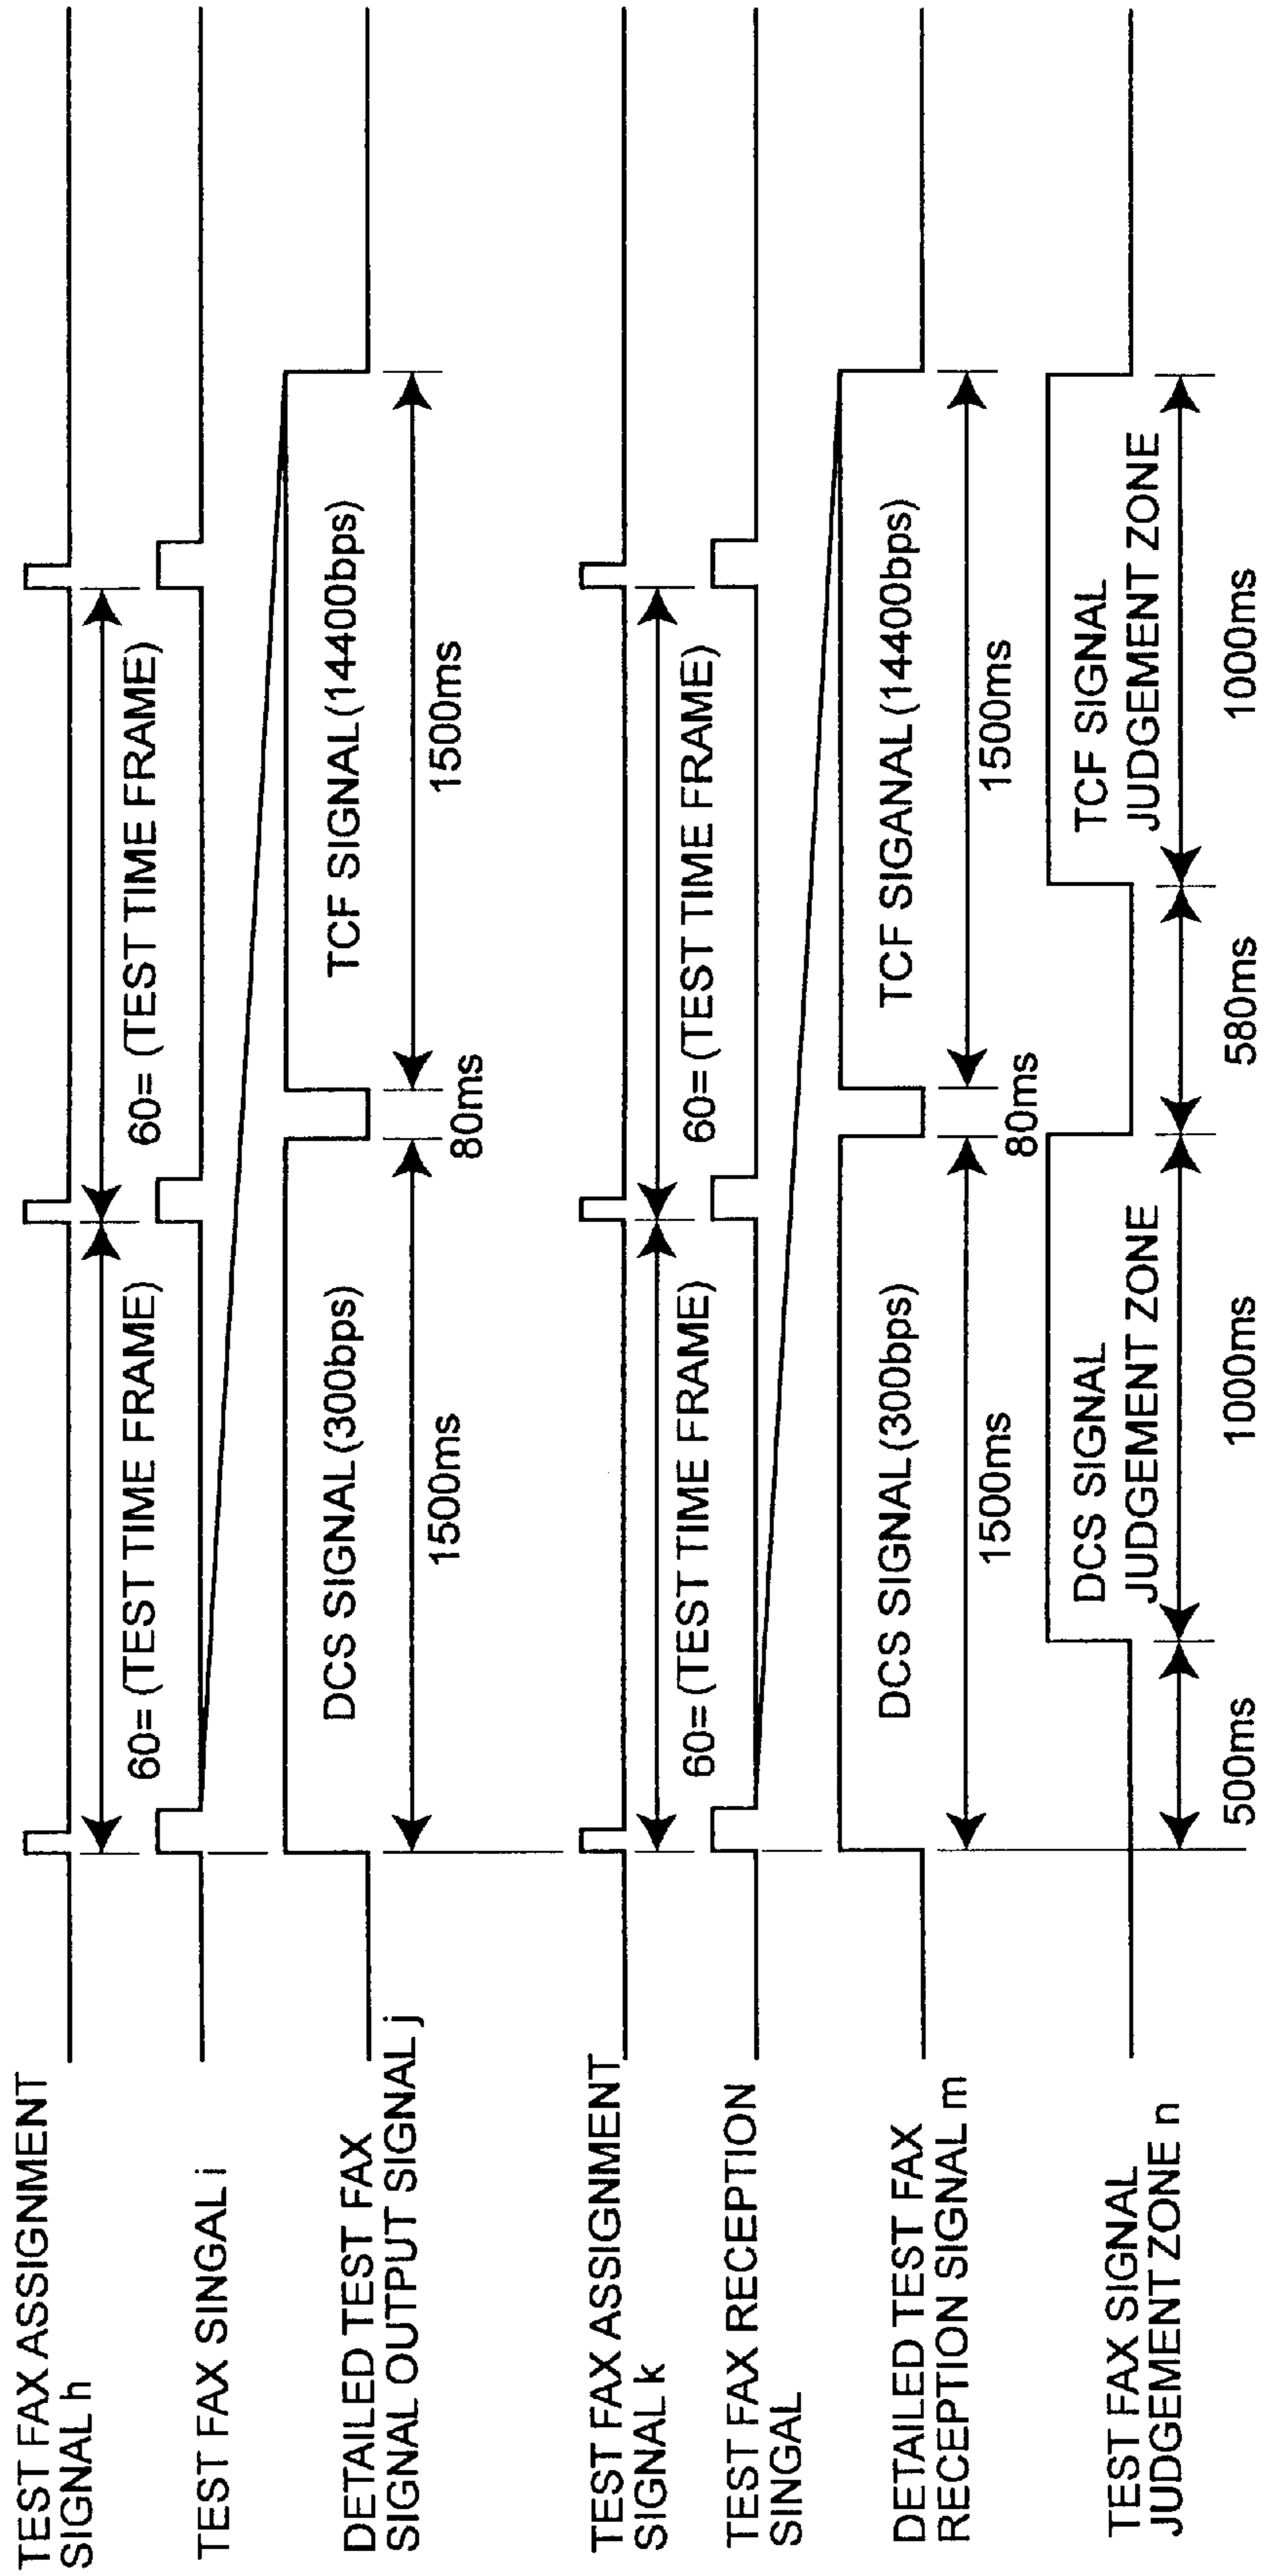 TEST FAX ASSIGNMENT
SIGNAL h
60= (TEST TIME FRAME)
60= (TEST TIME FRAME)
TEST FAX SINGAL i
DETAILED TEST FAX
SIGNAL OUTPUT SIGNAL j
DCS SIGNAL (300bps)
TCF SIGNAL (14400bps)
1500ms
80ms
1500ms
TEST FAX ASSIGNMENT
SIGNAL k
60= (TEST TIME FRAME)
60= (TEST TIME FRAME)
TEST FAX RECEPTION
SINGAL
DETAILED TEST FAX
RECEPTION SIGNAL m
DCS SIGNAL (300bps)
TCF SIGANAL (14400bps)
1500ms
80ms
1500ms
TEST FAX SIGNAL
JUDGEMENT ZONE n
DCS SIGNAL
JUDGEMENT ZONE
TCF SIGNAL
JUDGEMENT ZONE
500ms
1000ms
580ms
1000ms